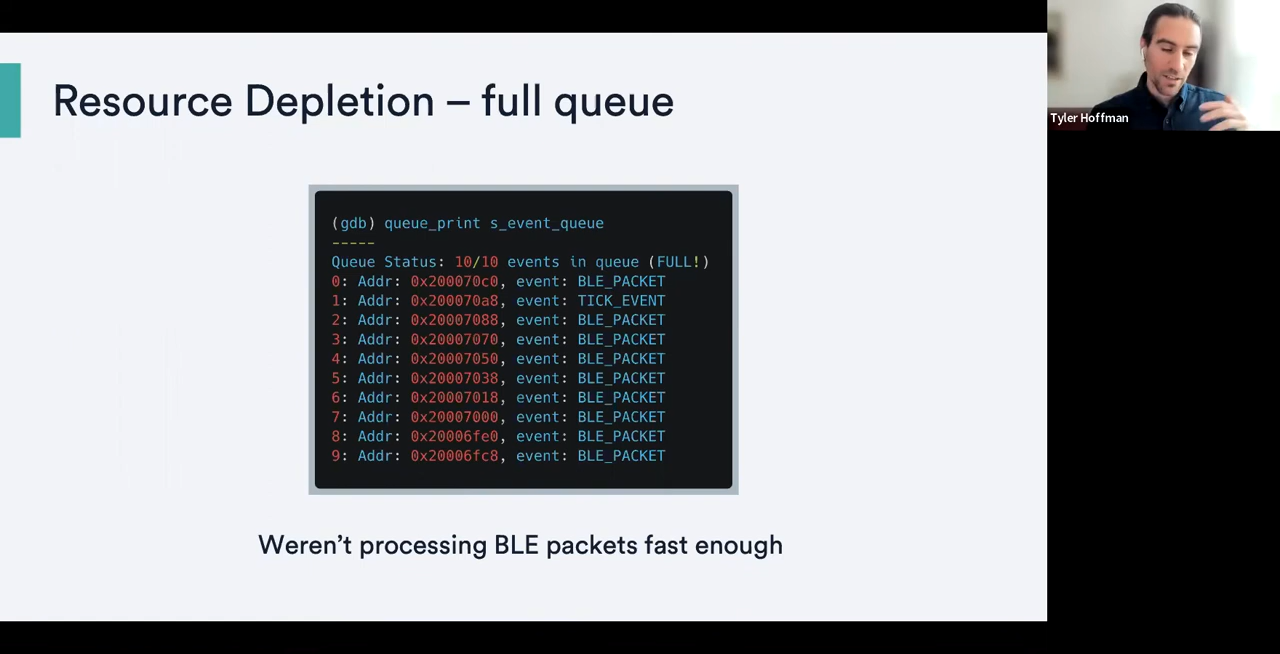 Resource Depletion – full queue
(gdb) queue_print s_event_queue
-----
Queue Status: 10/10 events in queue (FULL!)
0: Addr: 0x200070c0, event: BLE_PACKET
1: Addr: 0x200070a8, event: TICK_EVENT
2: Addr: 0x20007088, event: BLE_PACKET
3: Addr: 0x20007070, event: BLE_PACKET
4: Addr: 0x20007050, event: BLE_PACKET
5: Addr: 0x20007038, event: BLE_PACKET
6: Addr: 0x20007018, event: BLE_PACKET
7: Addr: 0x20007000, event: BLE_PACKET
8: Addr: 0x20006fe0, event: BLE_PACKET
9: Addr: 0x20006fc8, event: BLE_PACKET
Weren’t processing BLE packets fast enough
Tyler Hoffman